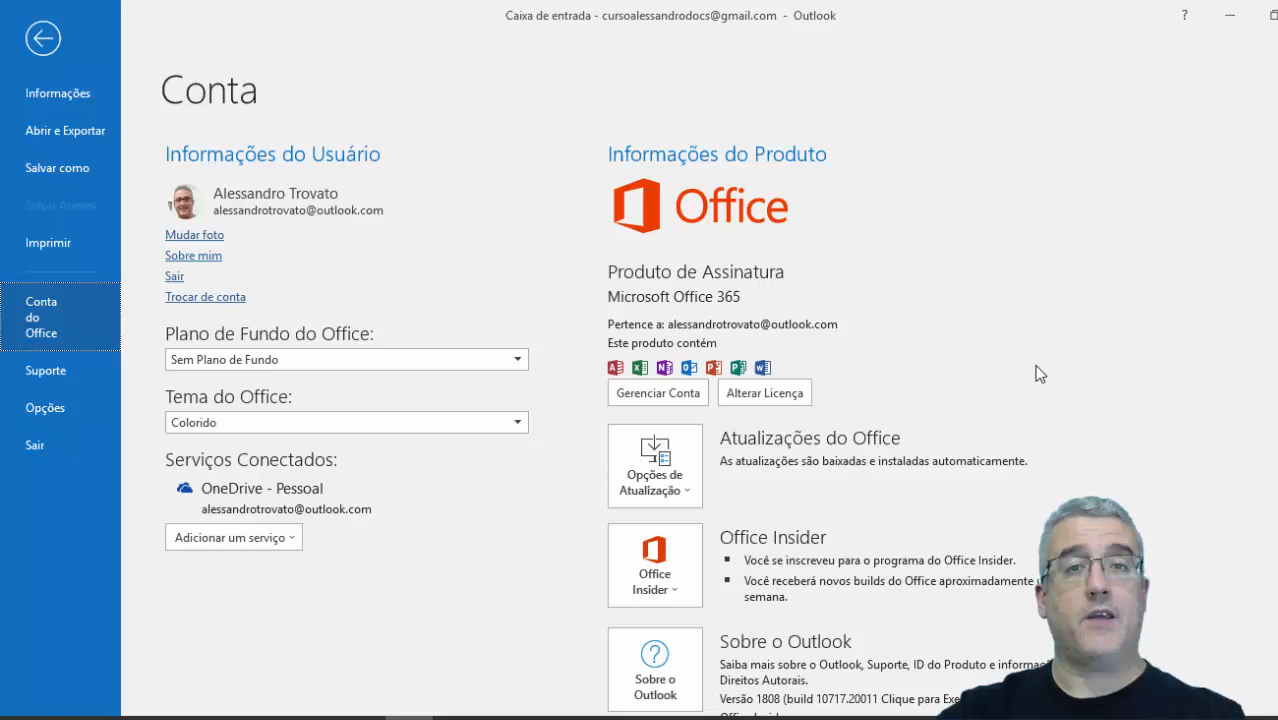 Caixa de entrada - cursoalessandrodocs@gmail.com - Outlook
?
Informações
Abrir e Exportar
Salvar como
Salvar Anexos
Imprimir
Conta
do
Office
Suporte
Opções
Sair
Conta
Informações do Usuário
Alessandro Trovato
alessandrotrovato@outlook.com
Mudar foto
Sobre mim
Sair
Trocar de conta
Plano de Fundo do Office:
Sem Plano de Fundo
Tema do Office:
Colorido
Serviços Conectados:
OneDrive - Pessoal
alessandrotrovato@outlook.com
Adicionar um serviço
Informações do Produto
Office
Produto de Assinatura
Microsoft Office 365
Pertence a: alessandrotrovato@outlook.com
Este produto contém
Gerenciar Conta
Alterar Licença
Opções de
Atualização
Atualizações do Office
As atualizações são baixadas e instaladas automaticamente.
Office
Insider
Office Insider
Você se inscreveu para o programa do Office Insider.
Você receberá novos builds do Office aproximadamente
semana.
Sobre o
Outlook
Sobre o Outlook
Saiba mais sobre o Outlook, Suporte, ID do Produto e
Direitos Autorais.
Versão 1808 (build 10717.20011 Clique para